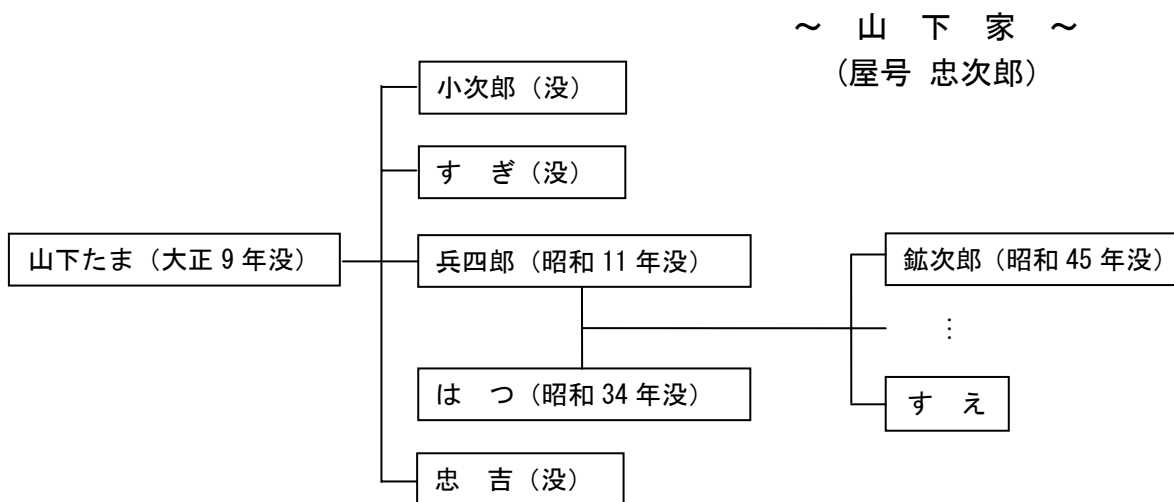 ～ 山 下 家 ～
（屋号 忠次郎）
小次郎（没）
す ぎ（没）
山下たま（大正 9 年没）
兵四郎（昭和 11 年没）
鉱次郎（昭和 45 年没）
⋮
は つ（昭和 34 年没）
す え
忠 吉（没）